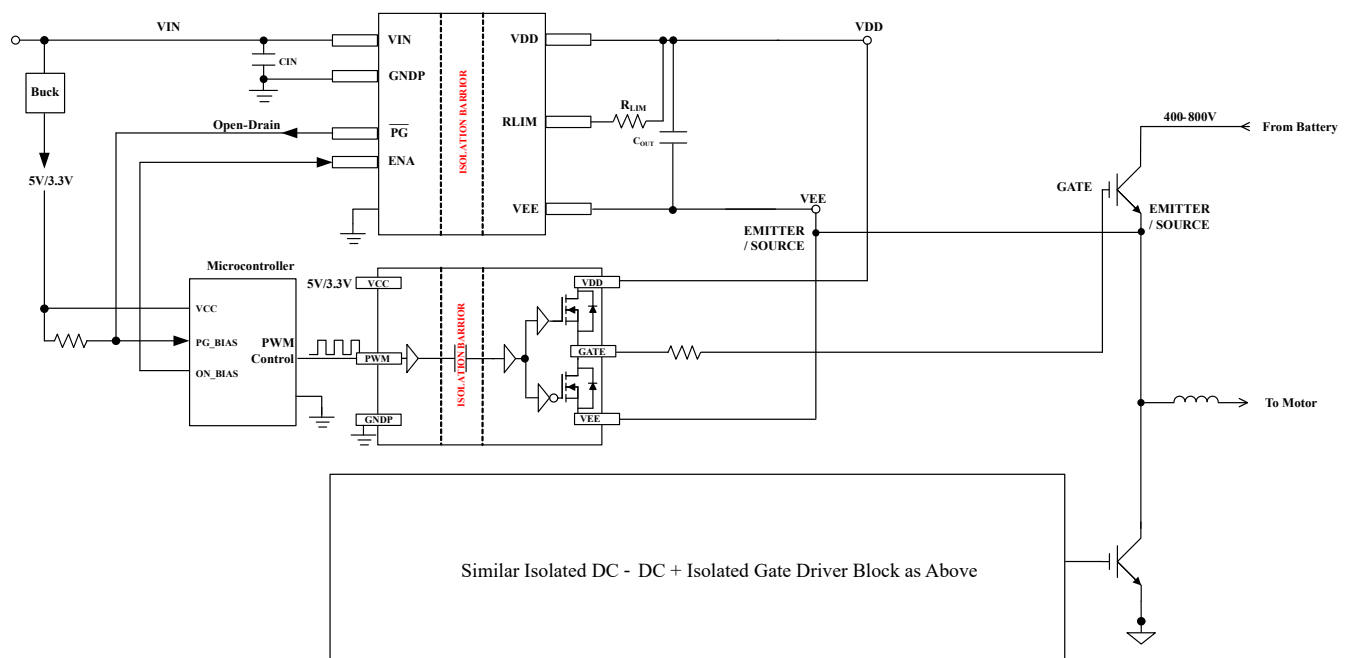 VIN
VIN
CIN
GNDP
Buck
Open-Drain
PG
ENA
5V/3.3V
ISOLATION BARRIOR
VDD
RLIM
RLIM
COUT
VEE
VDD
VEE
EMITTER
/ SOURCE
400-800V
From Battery
GATE
EMITTER
/ SOURCE
Microcontroller
VCC
PG_BIAS
ON_BIAS
PWM
Control
5V/3.3V
VCC
PWM
GNDP
ISOLATION BARRIOR
VDD
GATE
VEE
To Motor
Similar Isolated DC - DC + Isolated Gate Driver Block as Above